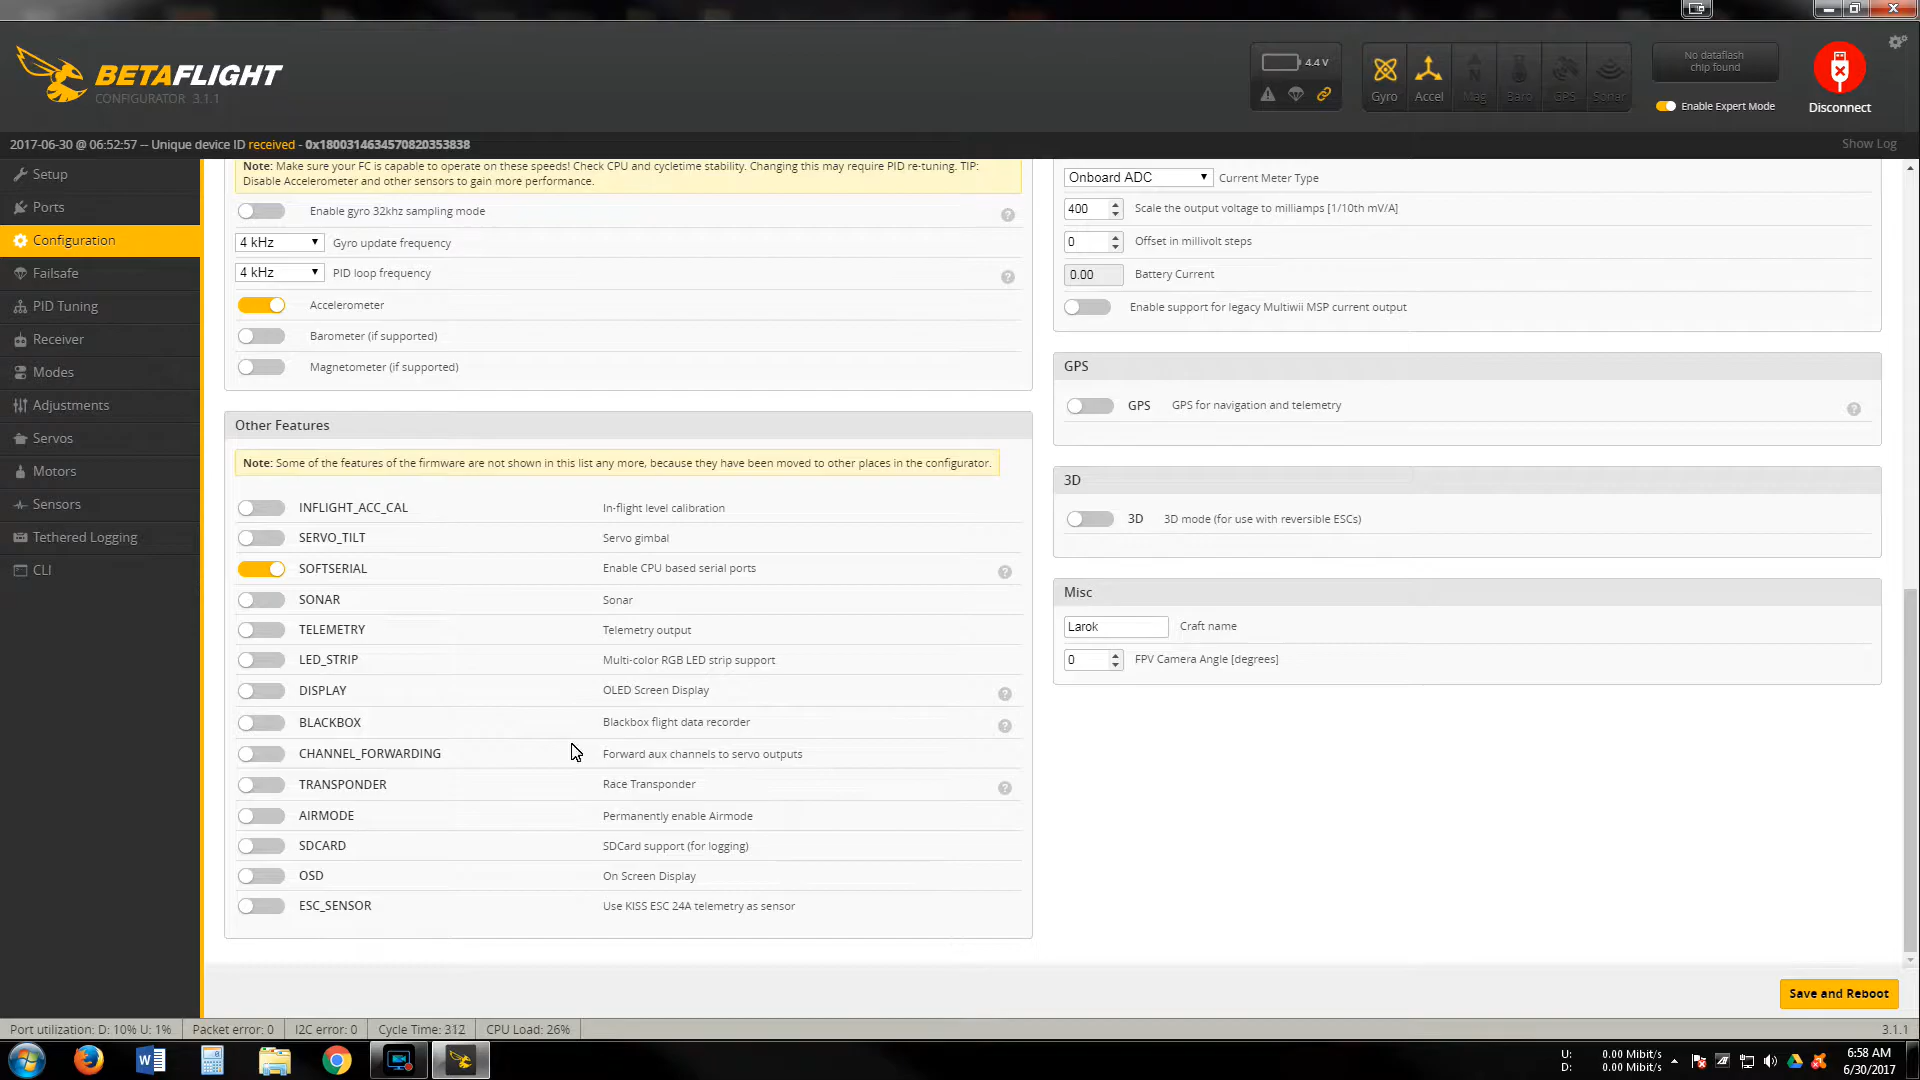 BETAFLIGHT
CONFIGURATOR 3.1.1
4.4 V
Gyro
Accel
Mag
Baro
GPS
Sonar
No dataflash
chip found
Enable Expert Mode
Disconnect
2017-06-30 @ 06:52:57 -- Unique device ID received - 0x1800314634570820353838
Show Log
Setup
Ports
Configuration
Failsafe
PID Tuning
Receiver
Modes
Adjustments
Servos
Motors
Sensors
Tethered Logging
CLI
Note: Make sure your FC is capable to operate on these speeds! Check CPU and cycletime stability. Changing this may require PID re-tuning. TIP:
Disable Accelerometer and other sensors to gain more performance.
Enable gyro 32khz sampling mode
4 kHz Gyro update frequency
4 kHz PID loop frequency
Accelerometer
Barometer (if supported)
Magnetometer (if supported)
Other Features
Note: Some of the features of the firmware are not shown in this list any more, because they have been moved to other places in the configurator.
INFLIGHT_ACC_CAL In-flight level calibration
SERVO_TILT Servo gimbal
SOFTSERIAL Enable CPU based serial ports
SONAR Sonar
TELEMETRY Telemetry output
LED_STRIP Multi-color RGB LED strip support
DISPLAY OLED Screen Display
BLACKBOX Blackbox flight data recorder
CHANNEL_FORWARDING Forward aux channels to servo outputs
TRANSPONDER Race Transponder
AIRMODE Permanently enable Airmode
SDCARD SDCard support (for logging)
OSD On Screen Display
ESC_SENSOR Use KISS ESC 24A telemetry as sensor
Onboard ADC Current Meter Type
400 Scale the output voltage to milliamps [1/10th mV/A]
0 Offset in millivolt steps
0.00 Battery Current
Enable support for legacy Multiwii MSP current output
GPS
GPS GPS for navigation and telemetry
3D
3D 3D mode (for use with reversible ESCs)
Misc
Larok Craft name
0 FPV Camera Angle [degrees]
Save and Reboot
Port utilization: D: 10% U: 1% Packet error: 0 I2C error: 0 Cycle Time: 312 CPU Load: 26% 3.1.1
U: 0.00 Mibit/s
D: 0.00 Mibit/s
6:58 AM
6/30/2017